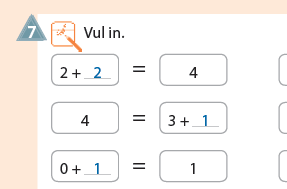 7 Vul in.
2 + 2 = 4
4 = 3 + 1
0 + 1 = 1